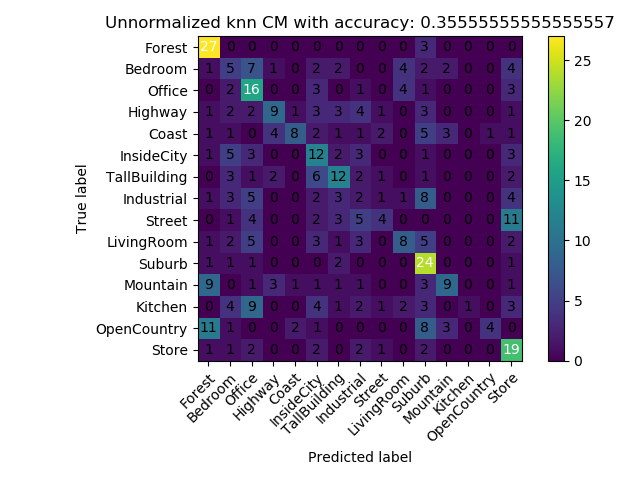 Unnormalized knn CM with accuracy: 0.35555555555555557
Forest 27 0 0 0 0 0 0 0 0 0 3 0 0 0 0
Bedroom 1 5 7 1 0 2 2 0 0 4 2 2 0 0 4
Office 0 2 16 0 0 3 0 1 0 4 1 0 0 0 3
Highway 1 2 2 9 1 3 3 4 1 0 3 0 0 0 1
Coast 1 1 0 4 8 2 1 1 2 0 5 3 0 1 1
InsideCity 1 5 3 0 0 12 2 3 0 0 1 0 0 0 3
TallBuilding 0 3 1 2 0 6 12 2 1 0 1 0 0 0 2
Industrial 1 3 5 0 0 2 3 2 1 1 8 0 0 0 4
Street 0 1 4 0 0 2 3 5 4 0 0 0 0 0 11
LivingRoom 1 2 5 0 0 3 1 3 0 8 5 0 0 0 2
Suburb 1 1 1 0 0 0 2 0 0 0 24 0 0 0 1
Mountain 9 0 1 3 1 1 1 1 0 0 3 9 0 0 1
Kitchen 0 4 9 0 0 4 1 2 1 2 3 0 1 0 3
OpenCountry 11 1 0 0 2 1 0 0 0 0 8 3 0 4 0
Store 1 1 2 0 0 2 0 2 1 0 2 0 0 0 19
True label
Forest
Bedroom
Office
Highway
Coast
InsideCity
TallBuilding
Industrial
Street
LivingRoom
Suburb
Mountain
Kitchen
OpenCountry
Store
Predicted label
25
20
15
10
5
0